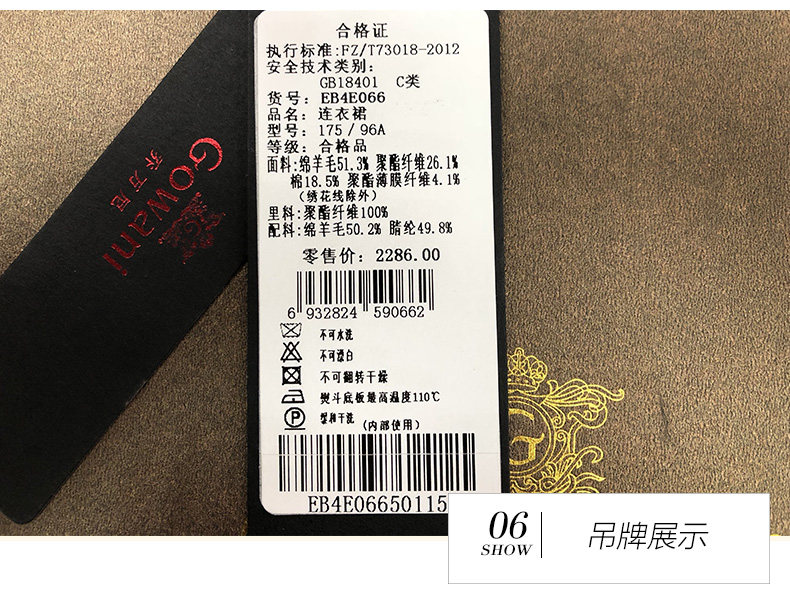 合格证
执行标准:FZ/T73018-2012
安全技术类别:
GB18401 C类
货号: EB4E066
品名: 连衣裙
型号: 175/96A
等级: 合格品
面料:绵羊毛51.3% 聚酯纤维26.1%
棉18.5% 聚酯薄膜纤维4.1%
(绣花线除外)
里料:聚酯纤维100%
配料:绵羊毛50.2% 腈纶49.8%
零售价: 2286.00
6 932824 590662
不可水洗
不可漂白
不可翻转干燥
熨斗底板最高温度110℃
P 缓和干洗 (内部使用)
EB4E06650115
Gowani
乔万尼
06
SHOW
吊牌展示